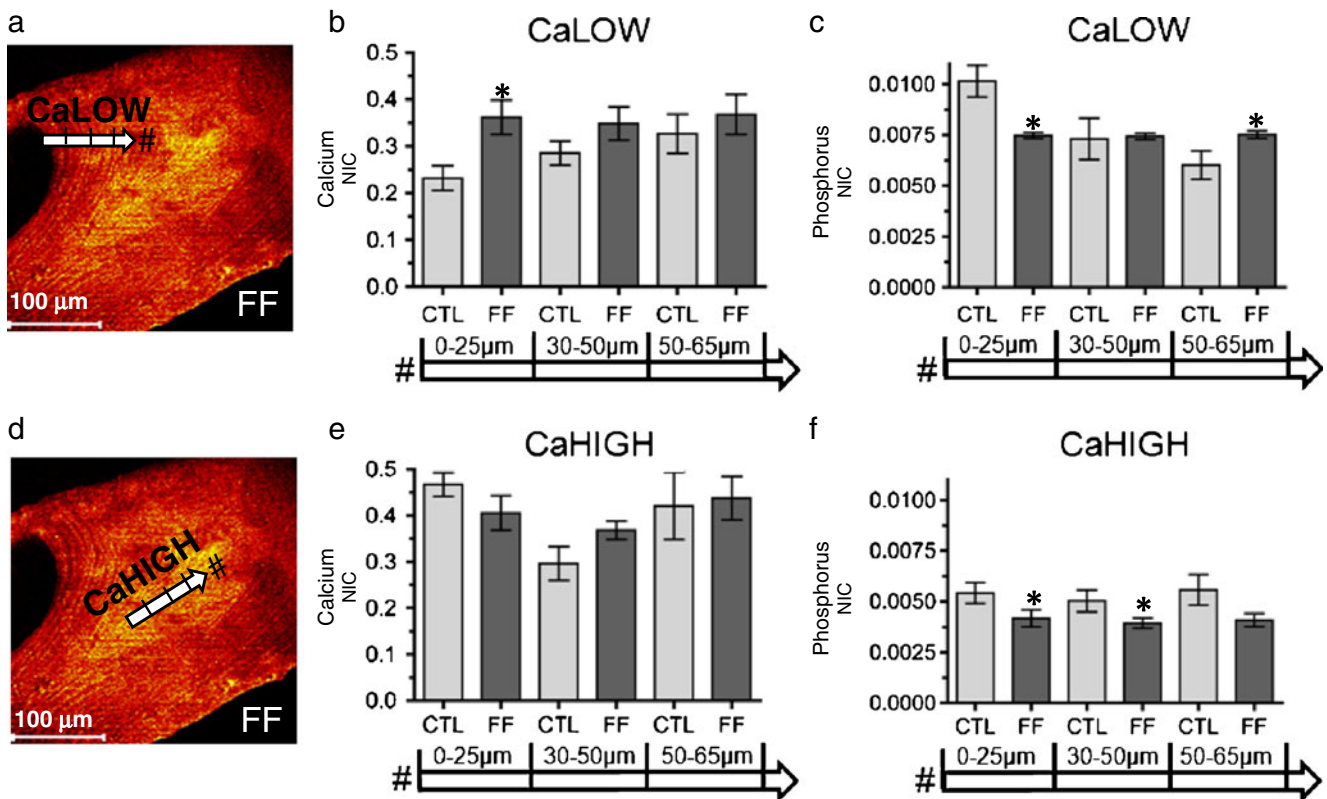 a
CaLOW
#
100 µm
FF
b
CaLOW
Calcium
NIC
0.5
0.4
0.3
0.2
0.1
0.0
*
CTL FF CTL FF CTL FF
0-25µm 30-50µm 50-65µm
#
c
CaLOW
Phosphorus
NIC
0.0100
0.0075
0.0050
0.0025
0.0000
* *
CTL FF CTL FF CTL FF
0-25µm 30-50µm 50-65µm
#
d
CaHIGH
#
100 µm
FF
e
CaHIGH
Calcium
NIC
0.5
0.4
0.3
0.2
0.1
0.0
CTL FF CTL FF CTL FF
0-25µm 30-50µm 50-65µm
#
f
CaHIGH
Phosphorus
NIC
0.0100
0.0075
0.0050
0.0025
0.0000
* *
CTL FF CTL FF CTL FF
0-25µm 30-50µm 50-65µm
#